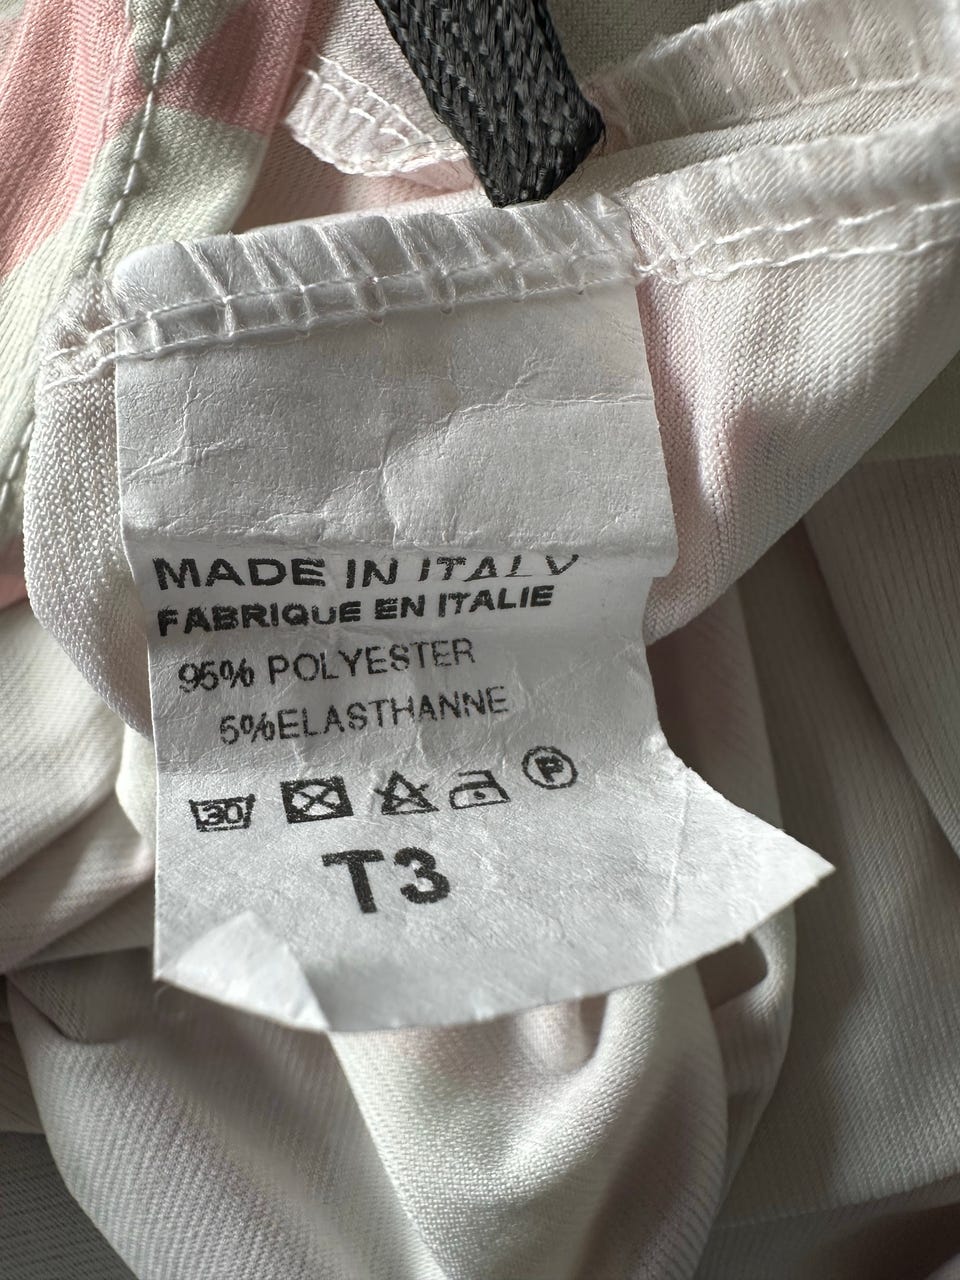 MADE IN ITALY
FABRIQUE EN ITALIE
95% POLYESTER
5%ELASTHANNE
30 P
T3